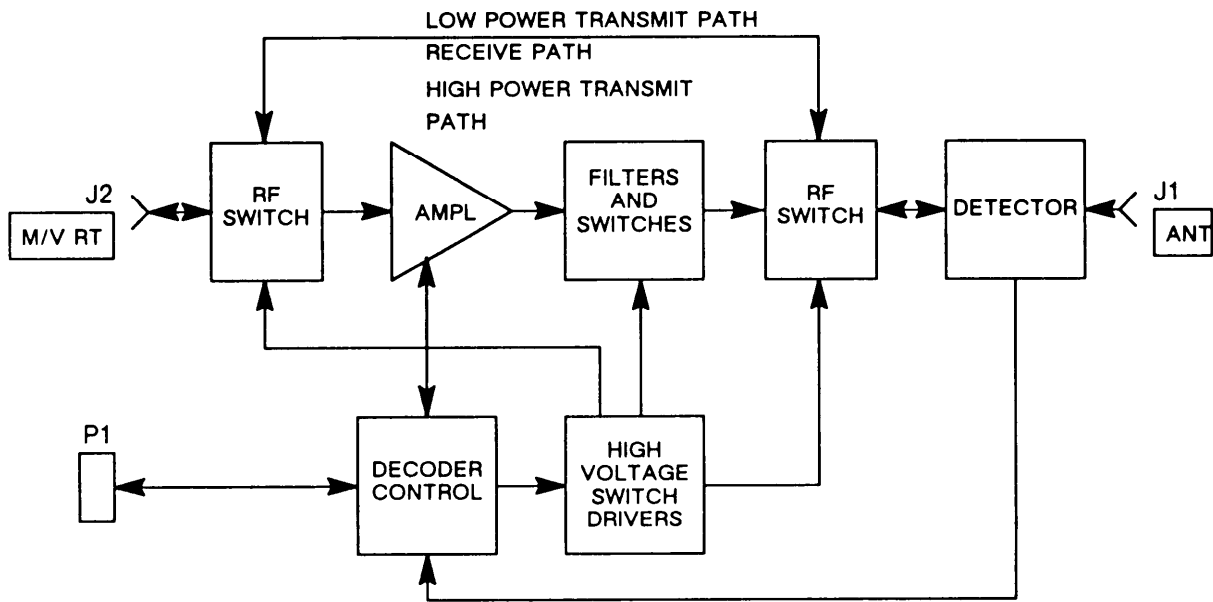 LOW POWER TRANSMIT PATH
RECEIVE PATH
HIGH POWER TRANSMIT
PATH
J2
M/V RT
RF
SWITCH
AMPL
FILTERS
AND
SWITCHES
RF
SWITCH
DETECTOR
J1
ANT
P1
DECODER
CONTROL
HIGH
VOLTAGE
SWITCH
DRIVERS